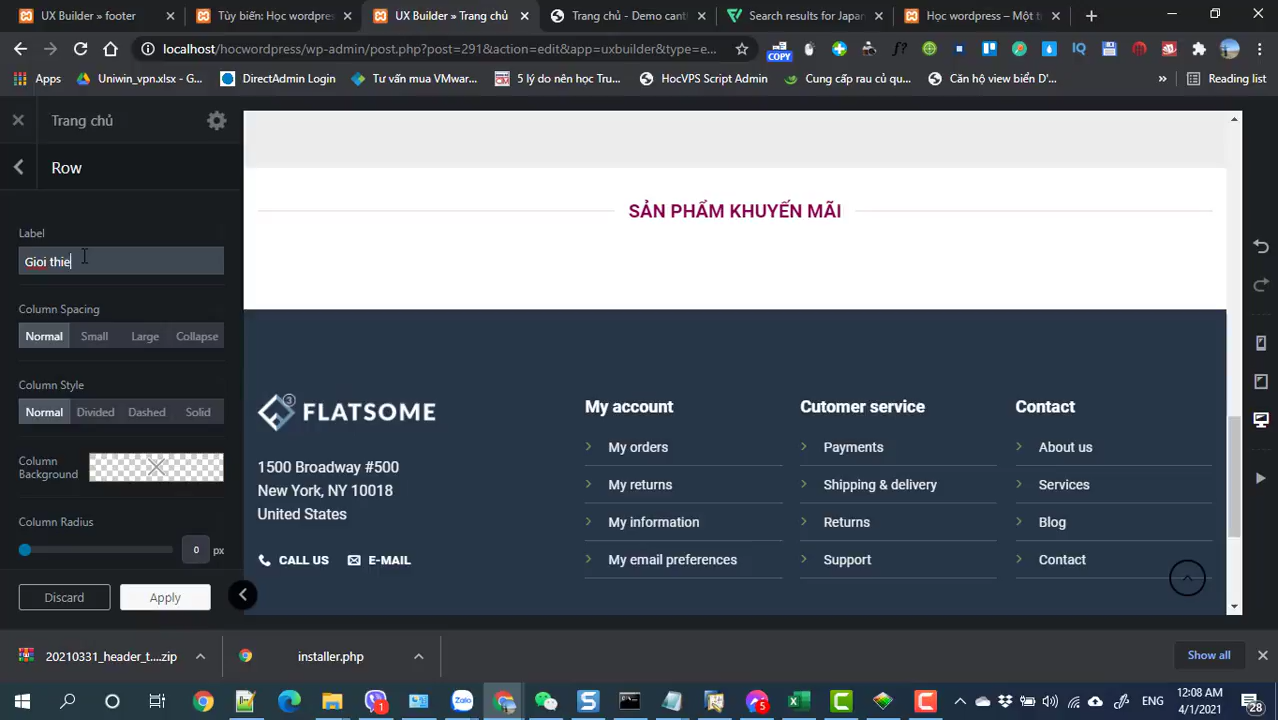 UX Builder » footer
Tùy biến: Học wordpres
UX Builder » Trang chủ
Trang chủ - Demo cant
Search results for Japan
Học wordpress – Một t
localhost/hocwordpress/wp-admin/post.php?post=291&action=edit&app=uxbuilder&type=e...
COPY
Apps
Uniwin_vpn.xlsx - G...
DirectAdmin Login
Tư vấn mua VMwar...
5 lý do nên học Tru...
HocVPS Script Admin
Cung cấp rau củ qu...
Căn hộ view biển D'...
Reading list
Trang chủ
Row
Label
Gioi thie
Column Spacing
Normal Small Large Collapse
Column Style
Normal Divided Dashed Solid
Column
Background
Column Radius
0 px
Discard
Apply
SẢN PHẨM KHUYẾN MÃI
FLATSOME
3
1500 Broadway #500
New York, NY 10018
United States
CALL US
E-MAIL
My account
My orders
My returns
My information
My email preferences
Cutomer service
Payments
Shipping & delivery
Returns
Support
Contact
About us
Services
Blog
Contact
20210331_header_t....zip
installer.php
Show all
1
5
ENG
12:08 AM
4/1/2021
28